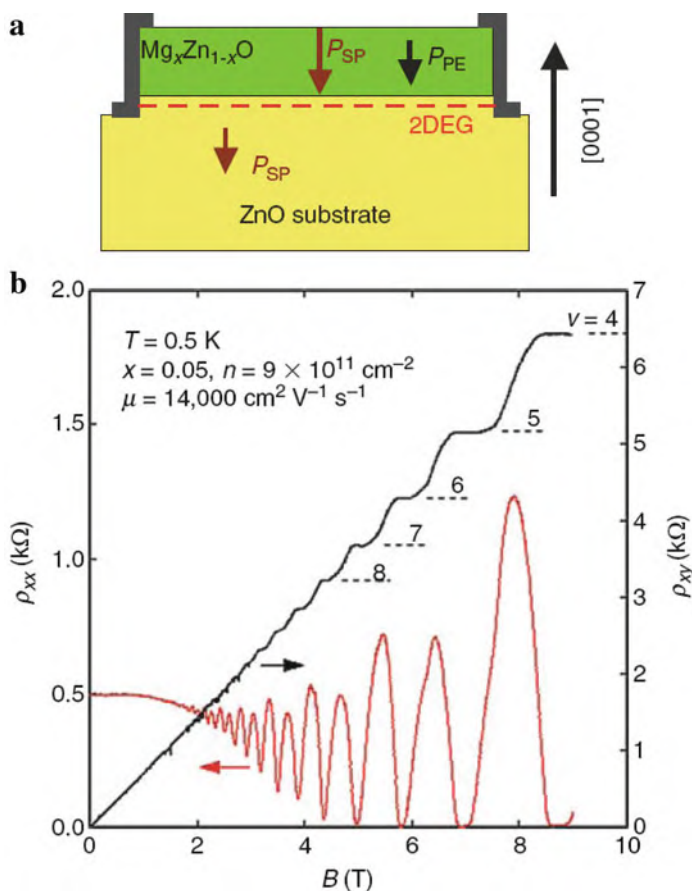 a
MgxZn1-xO
PSP
PPE
2DEG
PSP
ZnO substrate
[0001]
b
2.0
1.5
1.0
0.5
0.0
ρxx (kΩ)
T = 0.5 K
x = 0.05, n = 9 × 10¹¹ cm⁻²
μ = 14,000 cm² V⁻¹ s⁻¹
ν = 4
5
6
7
8
7
6
5
4
3
2
1
0
ρxy (kΩ)
0 2 4 6 8 10
B (T)